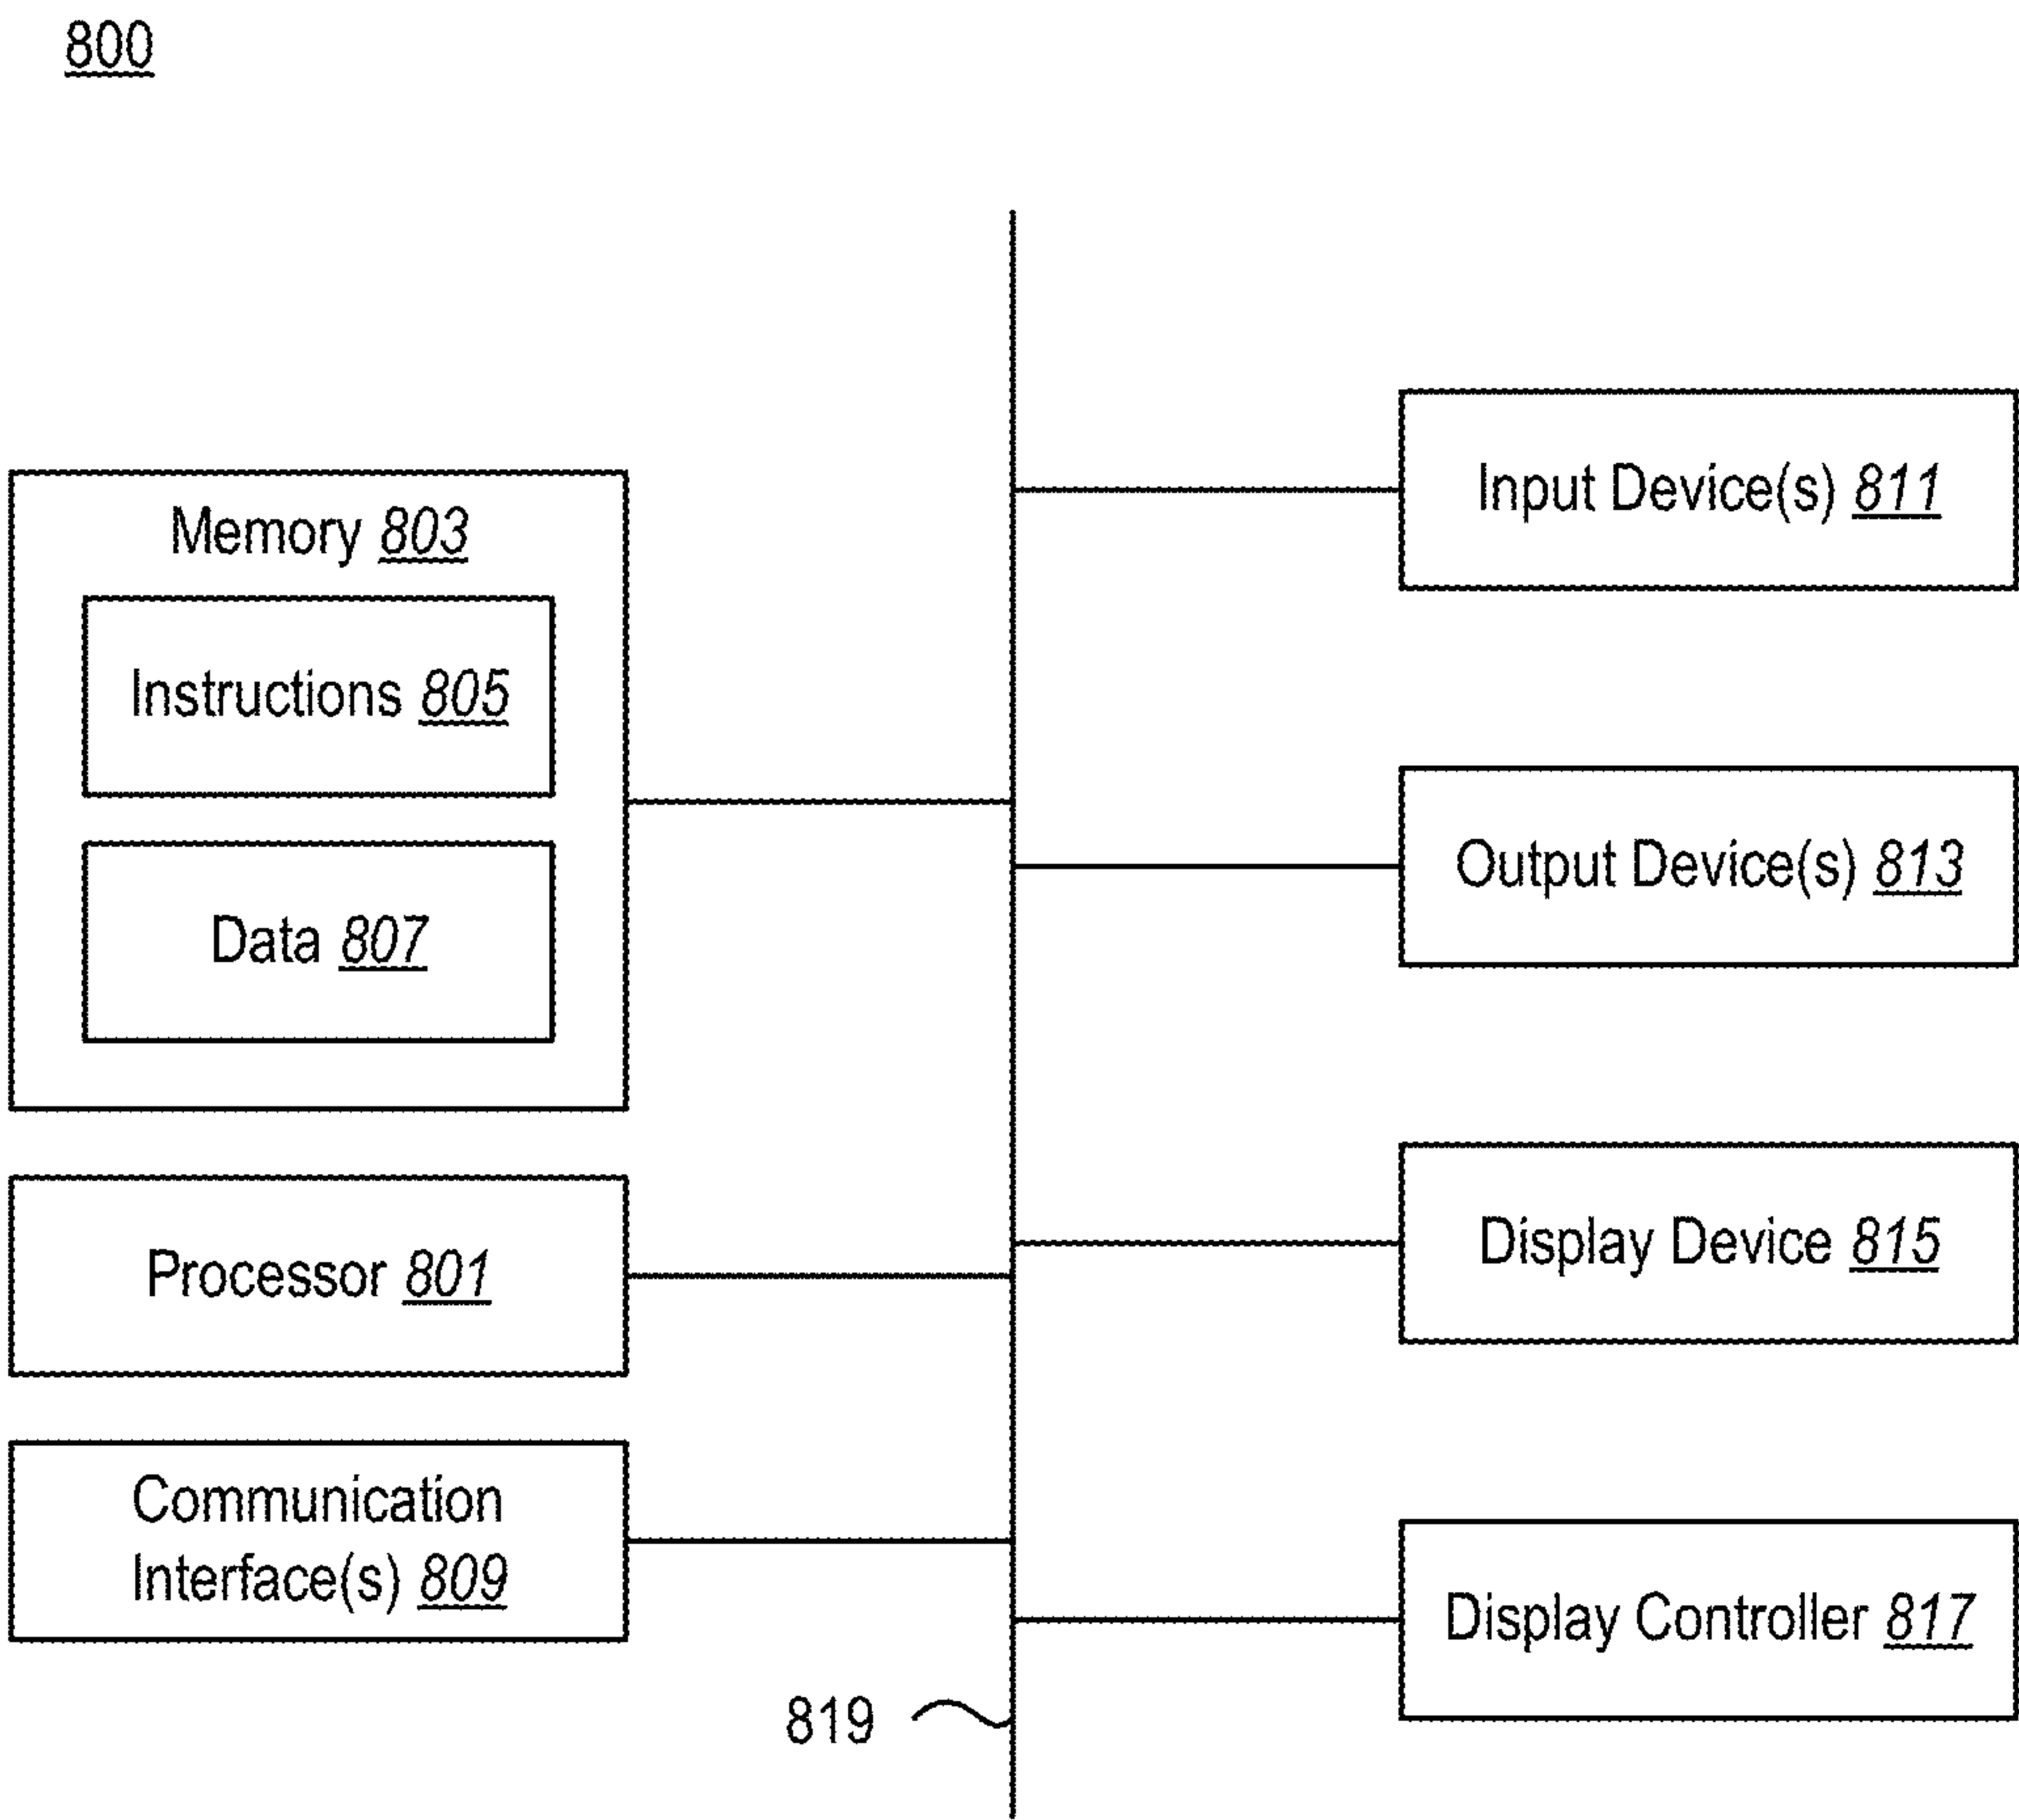 800
Memory 803
Instructions 805
Data 807
Processor 801
Communication
Interface(s) 809
Input Device(s) 811
Output Device(s) 813
Display Device 815
Display Controller 817
819